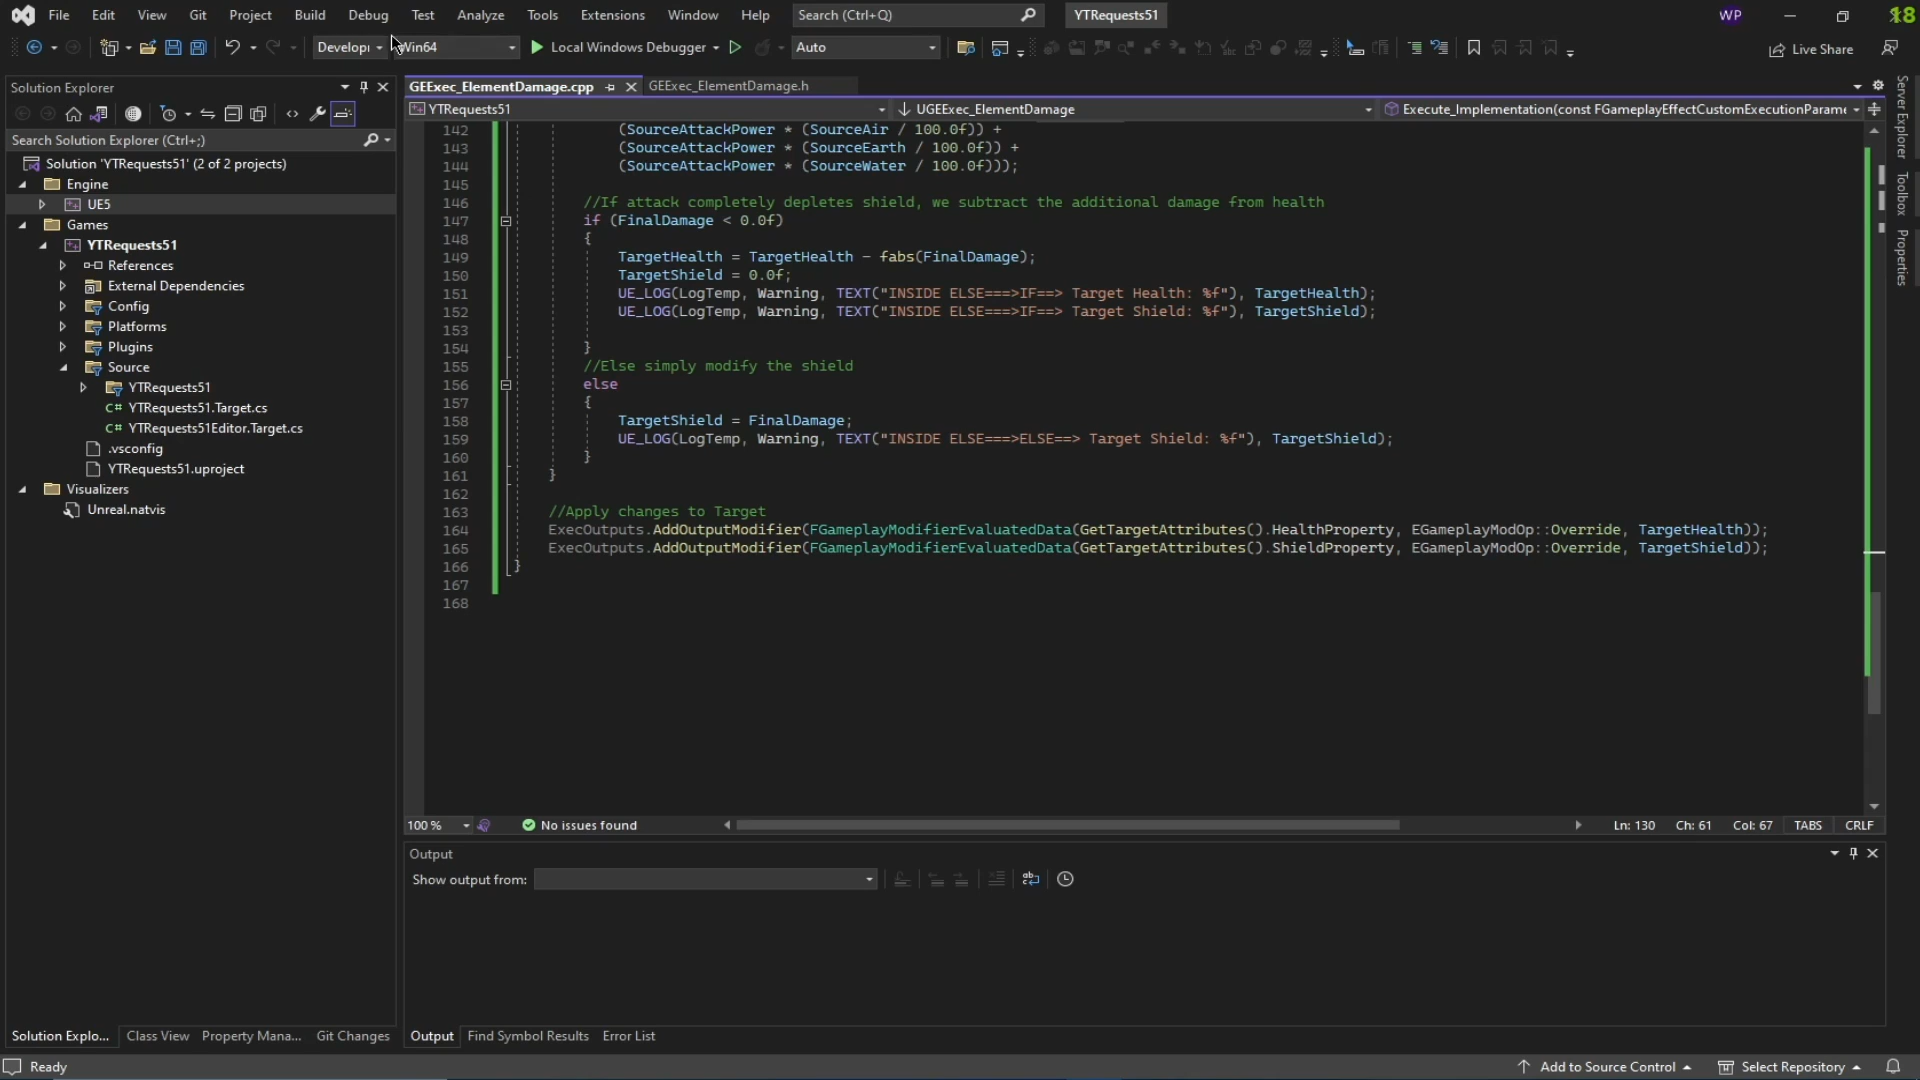 File Edit View Git Project Build Debug Test Analyze Tools Extensions Window Help Search (Ctrl+Q) YTRequests51 WP
Develop Win64 Local Windows Debugger Auto Live Share
Solution Explorer
Search Solution Explorer (Ctrl+;)
Solution 'YTRequests51' (2 of 2 projects)
Engine
UE5
Games
YTRequests51
References
External Dependencies
Config
Platforms
Plugins
Source
YTRequests51
C# YTRequests51.Target.cs
C# YTRequests51Editor.Target.cs
.vsconfig
YTRequests51.uproject
Visualizers
Unreal.natvis
Solution Explo... Class View Property Mana... Git Changes
GEExec_ElementDamage.cpp GEExec_ElementDamage.h
YTRequests51 UGEExec_ElementDamage Execute_Implementation(const FGameplayEffectCustomExecutionParame
142 (SourceAttackPower * (SourceAir / 100.0f)) +
143 (SourceAttackPower * (SourceEarth / 100.0f)) +
144 (SourceAttackPower * (SourceWater / 100.0f)));
145
146 //If attack completely depletes shield, we subtract the additional damage from health
147 if (FinalDamage < 0.0f)
148 {
149 TargetHealth = TargetHealth - fabs(FinalDamage);
150 TargetShield = 0.0f;
151 UE_LOG(LogTemp, Warning, TEXT("INSIDE ELSE===>IF==> Target Health: %f"), TargetHealth);
152 UE_LOG(LogTemp, Warning, TEXT("INSIDE ELSE===>IF==> Target Shield: %f"), TargetShield);
153
154 }
155 //Else simply modify the shield
156 else
157 {
158 TargetShield = FinalDamage;
159 UE_LOG(LogTemp, Warning, TEXT("INSIDE ELSE===>ELSE==> Target Shield: %f"), TargetShield);
160 }
161 }
162
163 //Apply changes to Target
164 ExecOutputs.AddOutputModifier(FGameplayModifierEvaluatedData(GetTargetAttributes().HealthProperty, EGameplayModOp::Override, TargetHealth));
165 ExecOutputs.AddOutputModifier(FGameplayModifierEvaluatedData(GetTargetAttributes().ShieldProperty, EGameplayModOp::Override, TargetShield));
166 }
167
168
100 % No issues found Ln: 130 Ch: 61 Col: 67 TABS CRLF
Output
Show output from:
Output Find Symbol Results Error List
Server Explorer
Toolbox
Properties
Ready Add to Source Control Select Repository